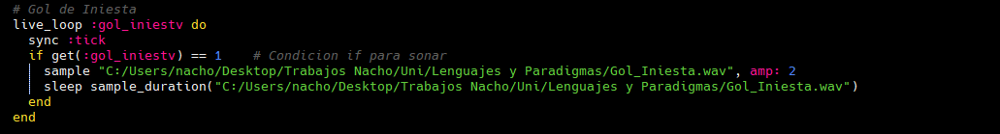 # Gol de Iniesta
live_loop :gol_iniestv do
  sync :tick
  if get(:gol_iniestv) == 1    # Condicion if para sonar
    sample "C:/Users/nacho/Desktop/Trabajos Nacho/Uni/Lenguajes y Paradigmas/Gol_Iniesta.wav", amp: 2
    sleep sample_duration("C:/Users/nacho/Desktop/Trabajos Nacho/Uni/Lenguajes y Paradigmas/Gol_Iniesta.wav")
  end
end